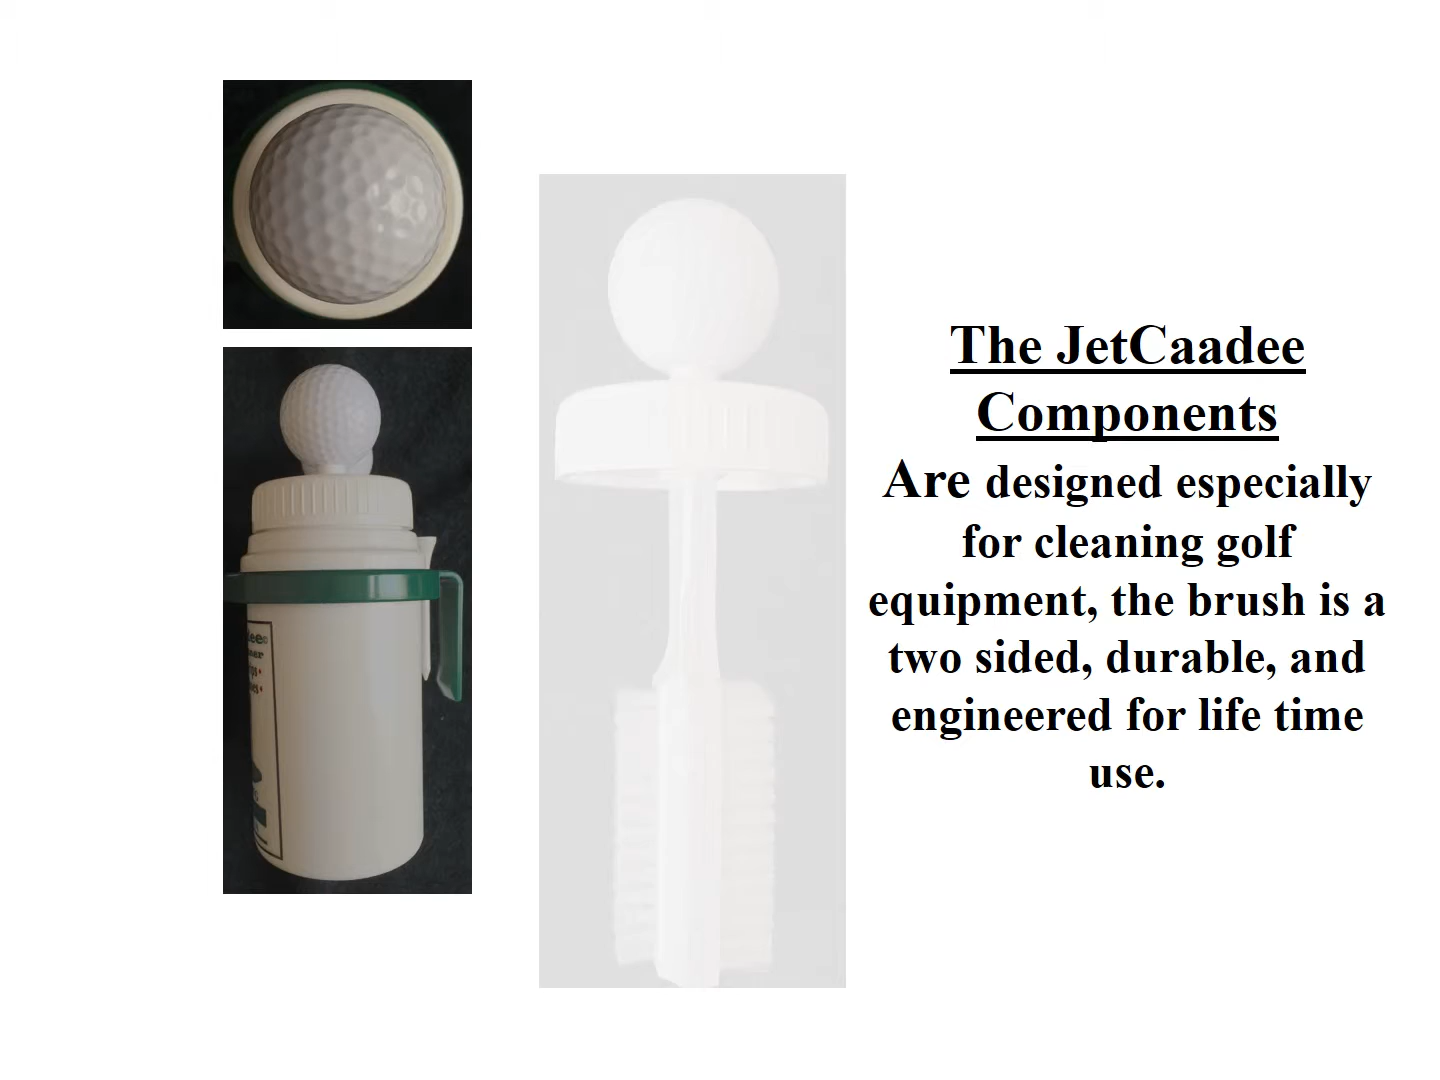 The JetCaadee
Components
Are designed especially
for cleaning golf
equipment, the brush is a
two sided, durable, and
engineered for life time
use.